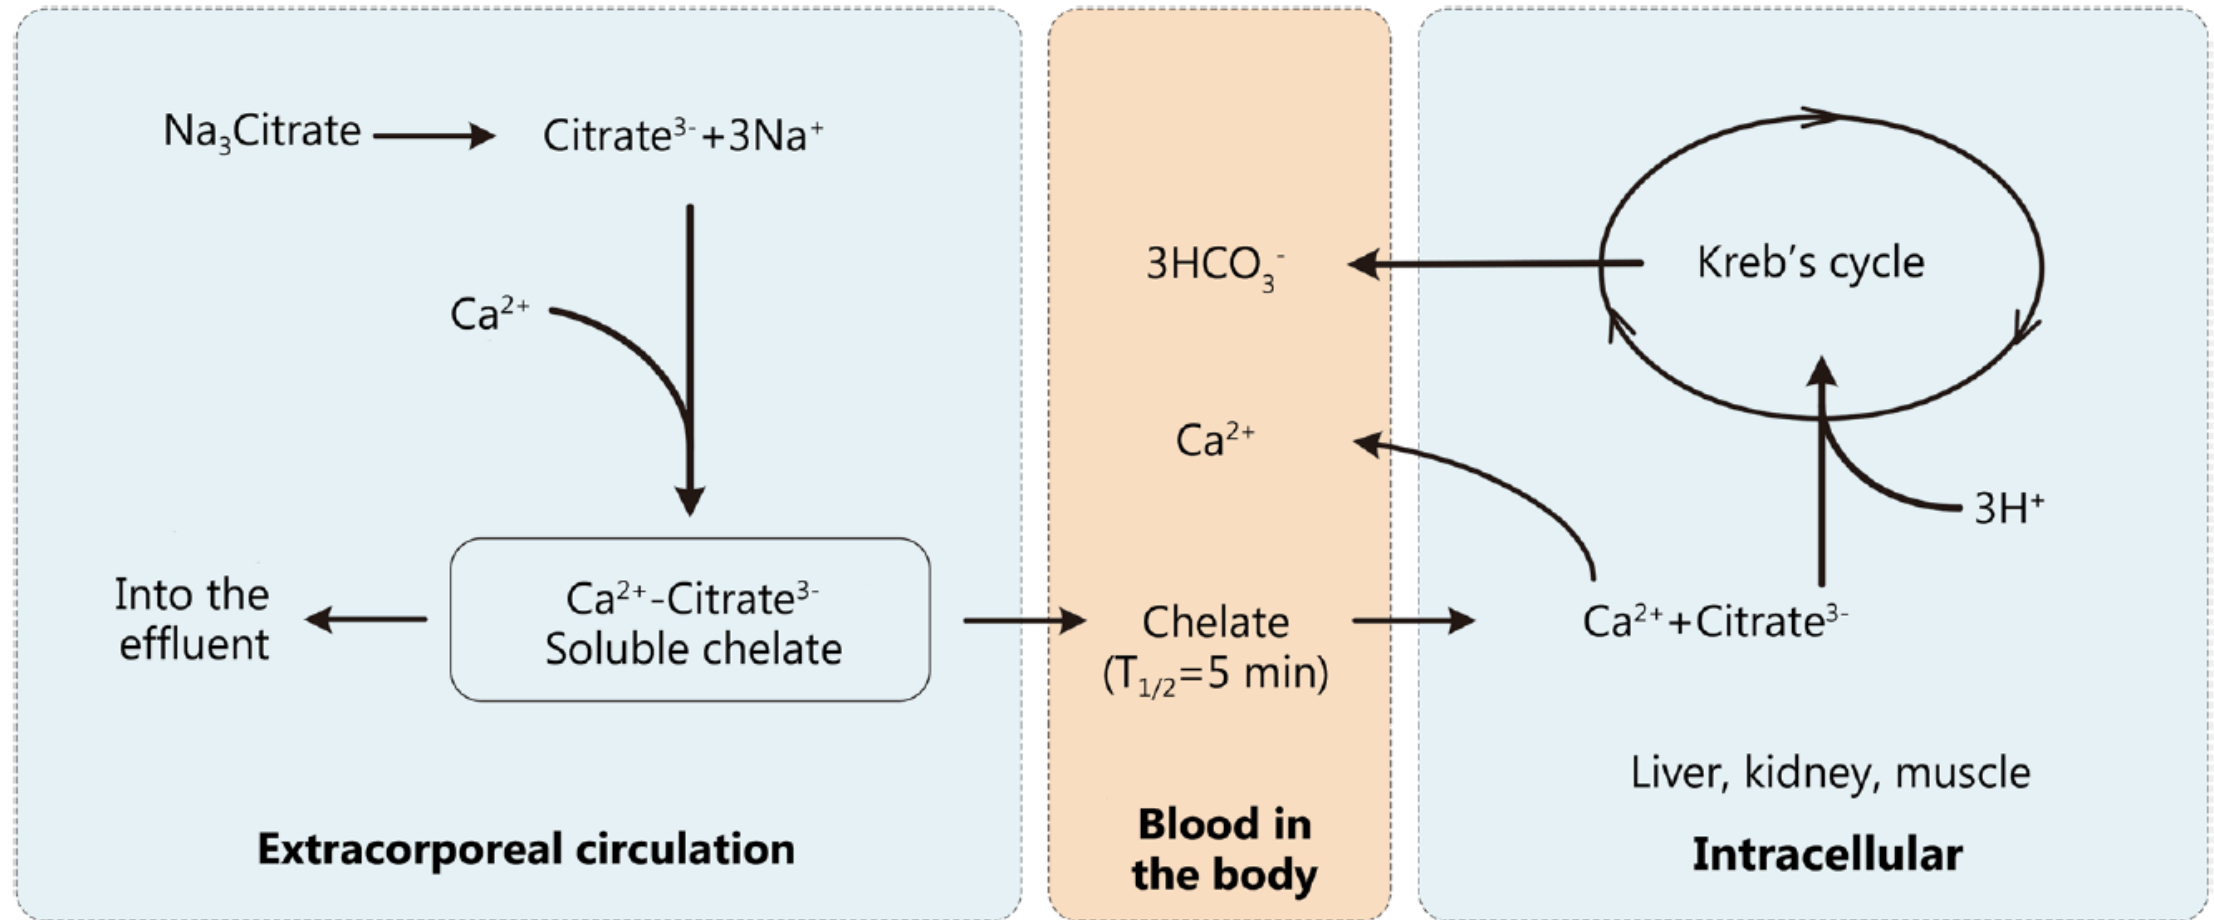 Na₃Citrate
Citrate³⁻+3Na⁺
Ca²⁺
Into the
effluent
Ca²⁺-Citrate³⁻
Soluble chelate
Extracorporeal circulation
3HCO₃⁻
Ca²⁺
Chelate
(T₁/₂=5 min)
Blood in
the body
Kreb’s cycle
3H⁺
Ca²⁺+Citrate³⁻
Liver, kidney, muscle
Intracellular